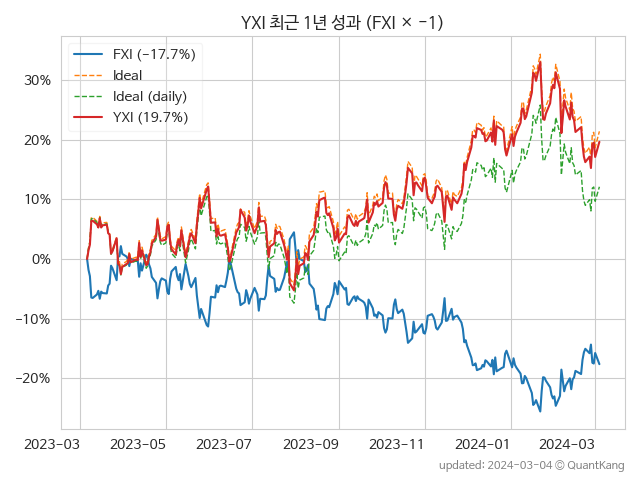 YXI 최근 1년 성과 (FXI × -1)
FXI (-17.7%)
Ideal
Ideal (daily)
YXI (19.7%)
30%
20%
10%
0%
-10%
-20%
2023-03 2023-05 2023-07 2023-09 2023-11 2024-01 2024-03
updated: 2024-03-04 © QuantKang